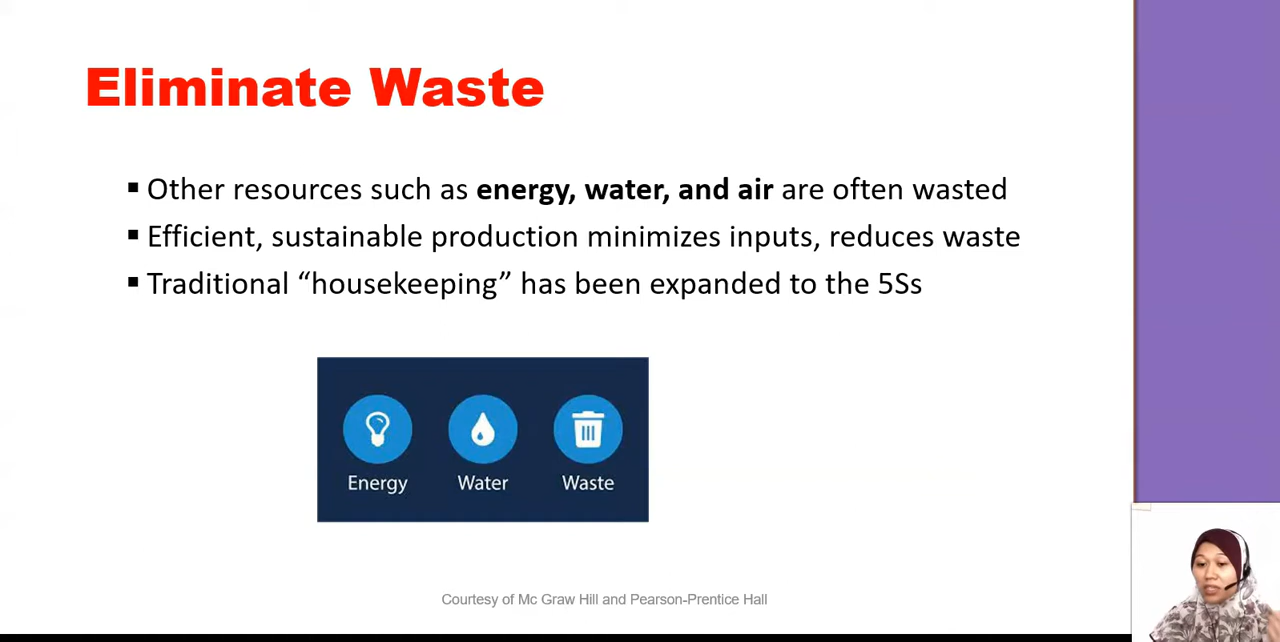 Eliminate Waste
▪ Other resources such as energy, water, and air are often wasted
▪ Efficient, sustainable production minimizes inputs, reduces waste
▪ Traditional “housekeeping” has been expanded to the 5Ss
Energy Water Waste
Courtesy of Mc Graw Hill and Pearson-Prentice Hall